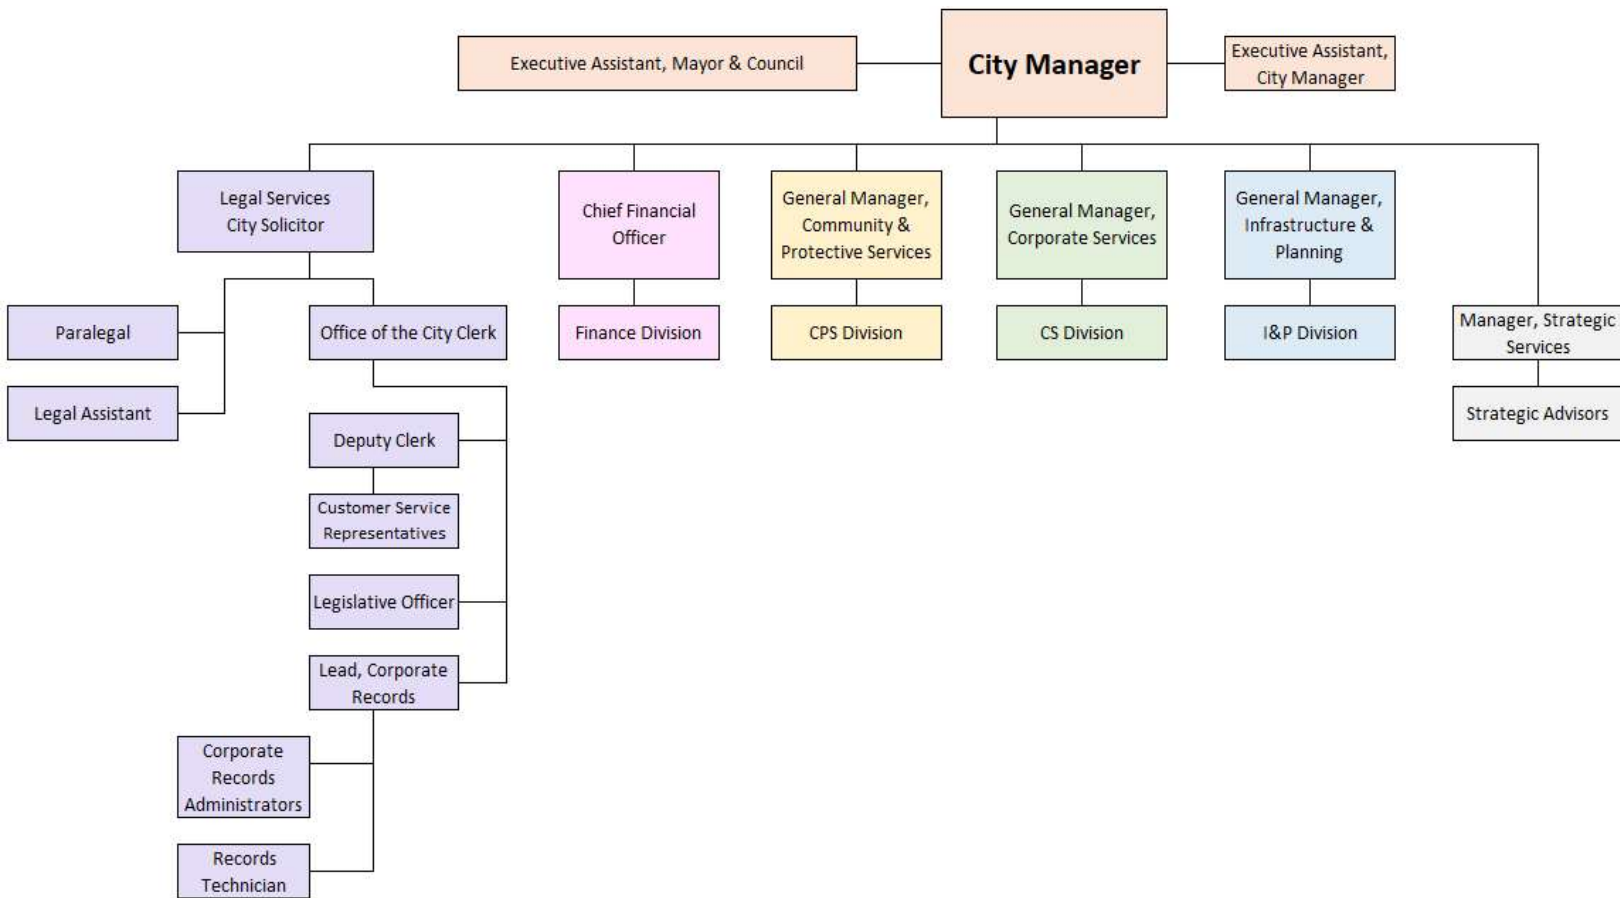 Executive Assistant, Mayor & Council
City Manager
Executive Assistant,
City Manager
Legal Services
City Solicitor
Chief Financial
Officer
General Manager,
Community &
Protective Services
General Manager,
Corporate Services
General Manager,
Infrastructure &
Planning
Paralegal
Office of the City Clerk
Finance Division
CPS Division
CS Division
I&P Division
Manager, Strategic
Services
Legal Assistant
Strategic Advisors
Deputy Clerk
Customer Service
Representatives
Legislative Officer
Lead, Corporate
Records
Corporate
Records
Administrators
Records
Technician